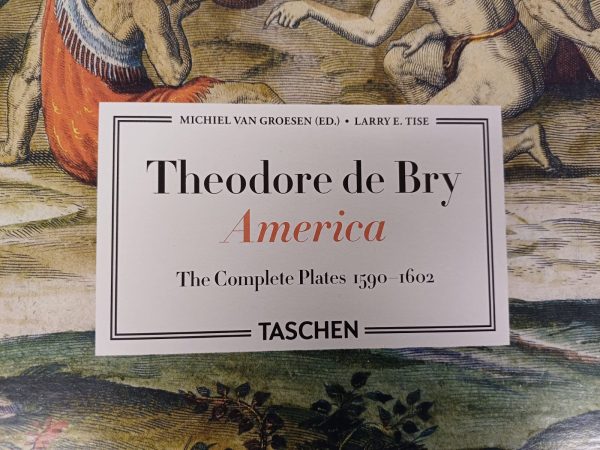 MICHIEL VAN GROESEN (ED.) • LARRY E. TISE
Theodore de Bry
America
The Complete Plates 1590–1602
TASCHEN